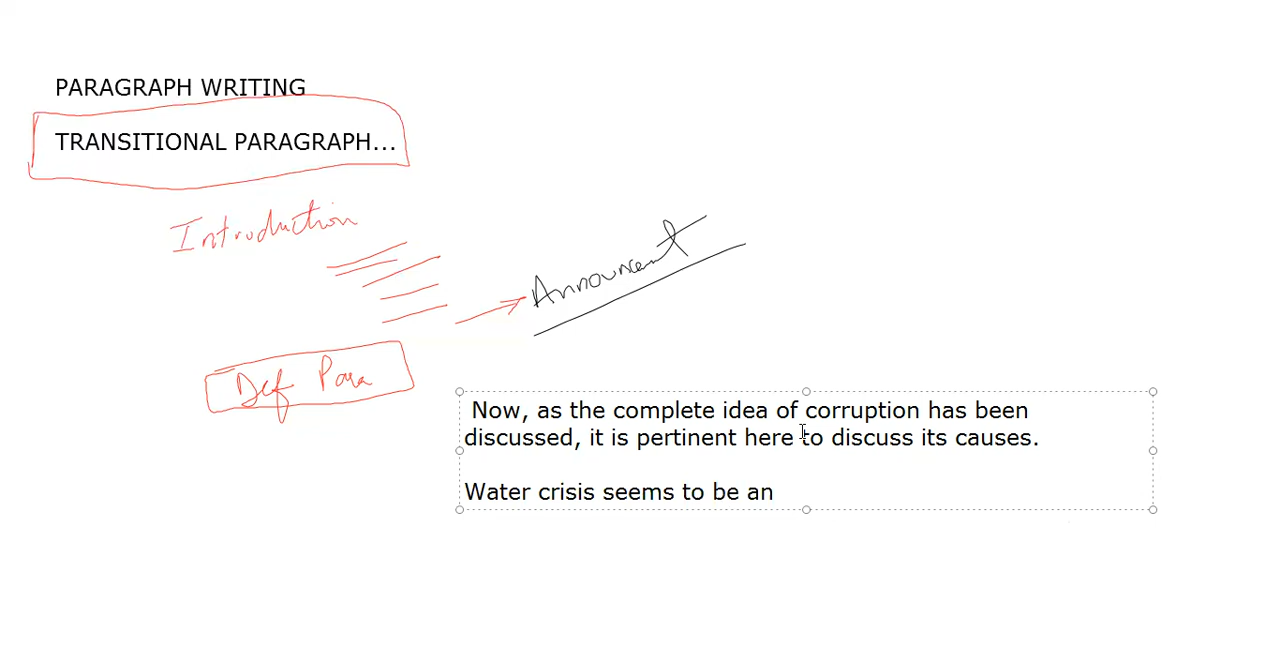 PARAGRAPH WRITING
TRANSITIONAL PARAGRAPH...
Introduction
Announcemt
Def Para
Now, as the complete idea of corruption has been
discussed, it is pertinent here to discuss its causes.
Water crisis seems to be an